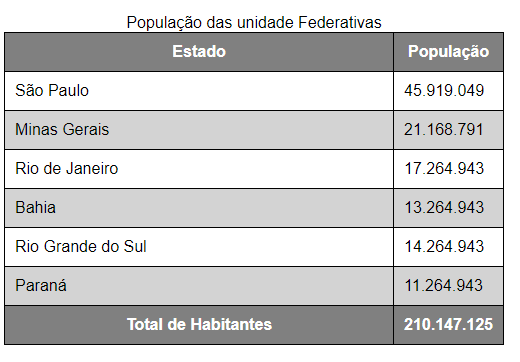 População das unidade Federativas
Estado População
São Paulo 45.919.049
Minas Gerais 21.168.791
Rio de Janeiro 17.264.943
Bahia 13.264.943
Rio Grande do Sul 14.264.943
Paraná 11.264.943
Total de Habitantes 210.147.125